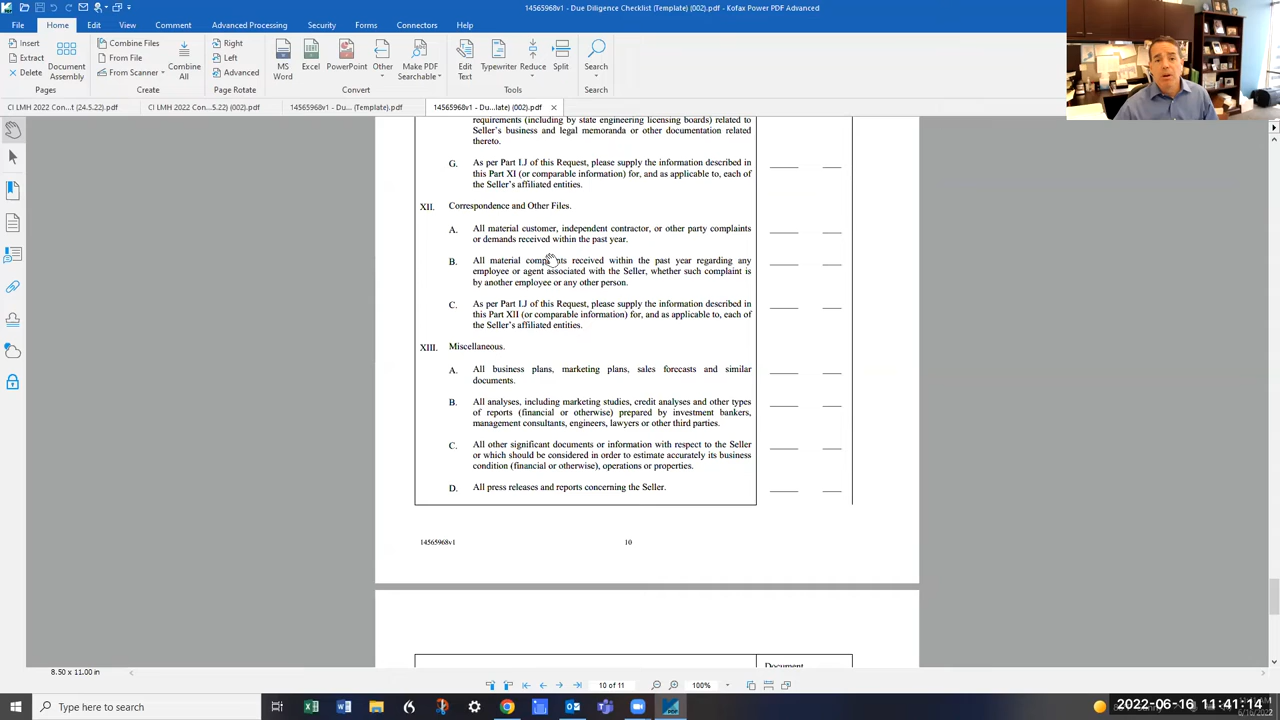 14565968v1 - Due Diligence Checklist (Template) (002).pdf - Kofax Power PDF Advanced
File Home Edit View Comment Advanced Processing Security Forms Connectors
Insert
Extract
Delete
Document Assembly
Pages
Combine Files
From File
From Scanner
Combine All
Create
Right
Left
Advanced
Page Rotate
MS Word
Excel
PowerPoint
Other
Make PDF Searchable
Convert
Edit Text
Typewriter
Reduce
Split
Tools
Search
Search
CI LMH 2022 Con...t (24.5.22).pdf
CI LMH 2022 Con...5.22) (002).pdf
14565968v1 - Du... (Template).pdf
14565968v1 - Du...late) (002).pdf
requirements (including by state engineering licensing boards) related to
Seller's business and legal memoranda or other documentation related
thereto.
G. As per Part I.J of this Request, please supply the information described in
this Part XI (or comparable information) for, and as applicable to, each of
the Seller's affiliated entities.
XII. Correspondence and Other Files.
A. All material customer, independent contractor, or other party complaints
or demands received within the past year.
B. All material complaints received within the past year regarding any
employee or agent associated with the Seller, whether such complaint is
by another employee or any other person.
C. As per Part I.J of this Request, please supply the information described in
this Part XII (or comparable information) for, and as applicable to, each of
the Seller's affiliated entities.
XIII. Miscellaneous.
A. All business plans, marketing plans, sales forecasts and similar
documents.
B. All analyses, including marketing studies, credit analyses and other types
of reports (financial or otherwise) prepared by investment bankers,
management consultants, engineers, lawyers or other third parties.
C. All other significant documents or information with respect to the Seller
or which should be considered in order to estimate accurately its business
condition (financial or otherwise), operations or properties.
D. All press releases and reports concerning the Seller.
14565968v1 10
Document
8.50 x 11.00 in
10 of 11
100%
Type here to search
2022-06-16 11:41:14